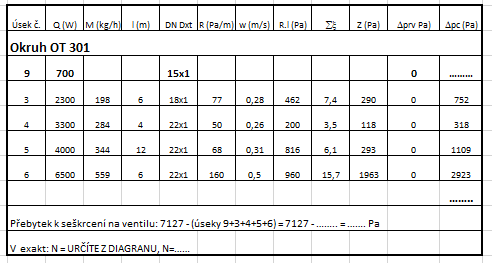 Úsek č. Q (W) M (kg/h) l (m) DN Dxt R (Pa/m) w (m/s) R.l (Pa) Σξ Z (Pa) Δprv (Pa) Δpc (Pa)
Okruh OT 301
9 700 15x1 0 .........
3 2300 198 6 18x1 77 0,28 462 7,4 290 0 752
4 3300 284 4 22x1 50 0,26 200 3,5 118 0 318
5 4000 344 12 22x1 68 0,31 816 6,1 293 0 1109
6 6500 559 6 22x1 160 0,5 960 15,7 1963 0 2923
........
Přebytek k seškrcení na ventilu: 7127 - (úseky 9+3+4+5+6) = 7127 - ........ = ....... Pa
V exakt: N = URČÍTE Z DIAGRANU, N=......